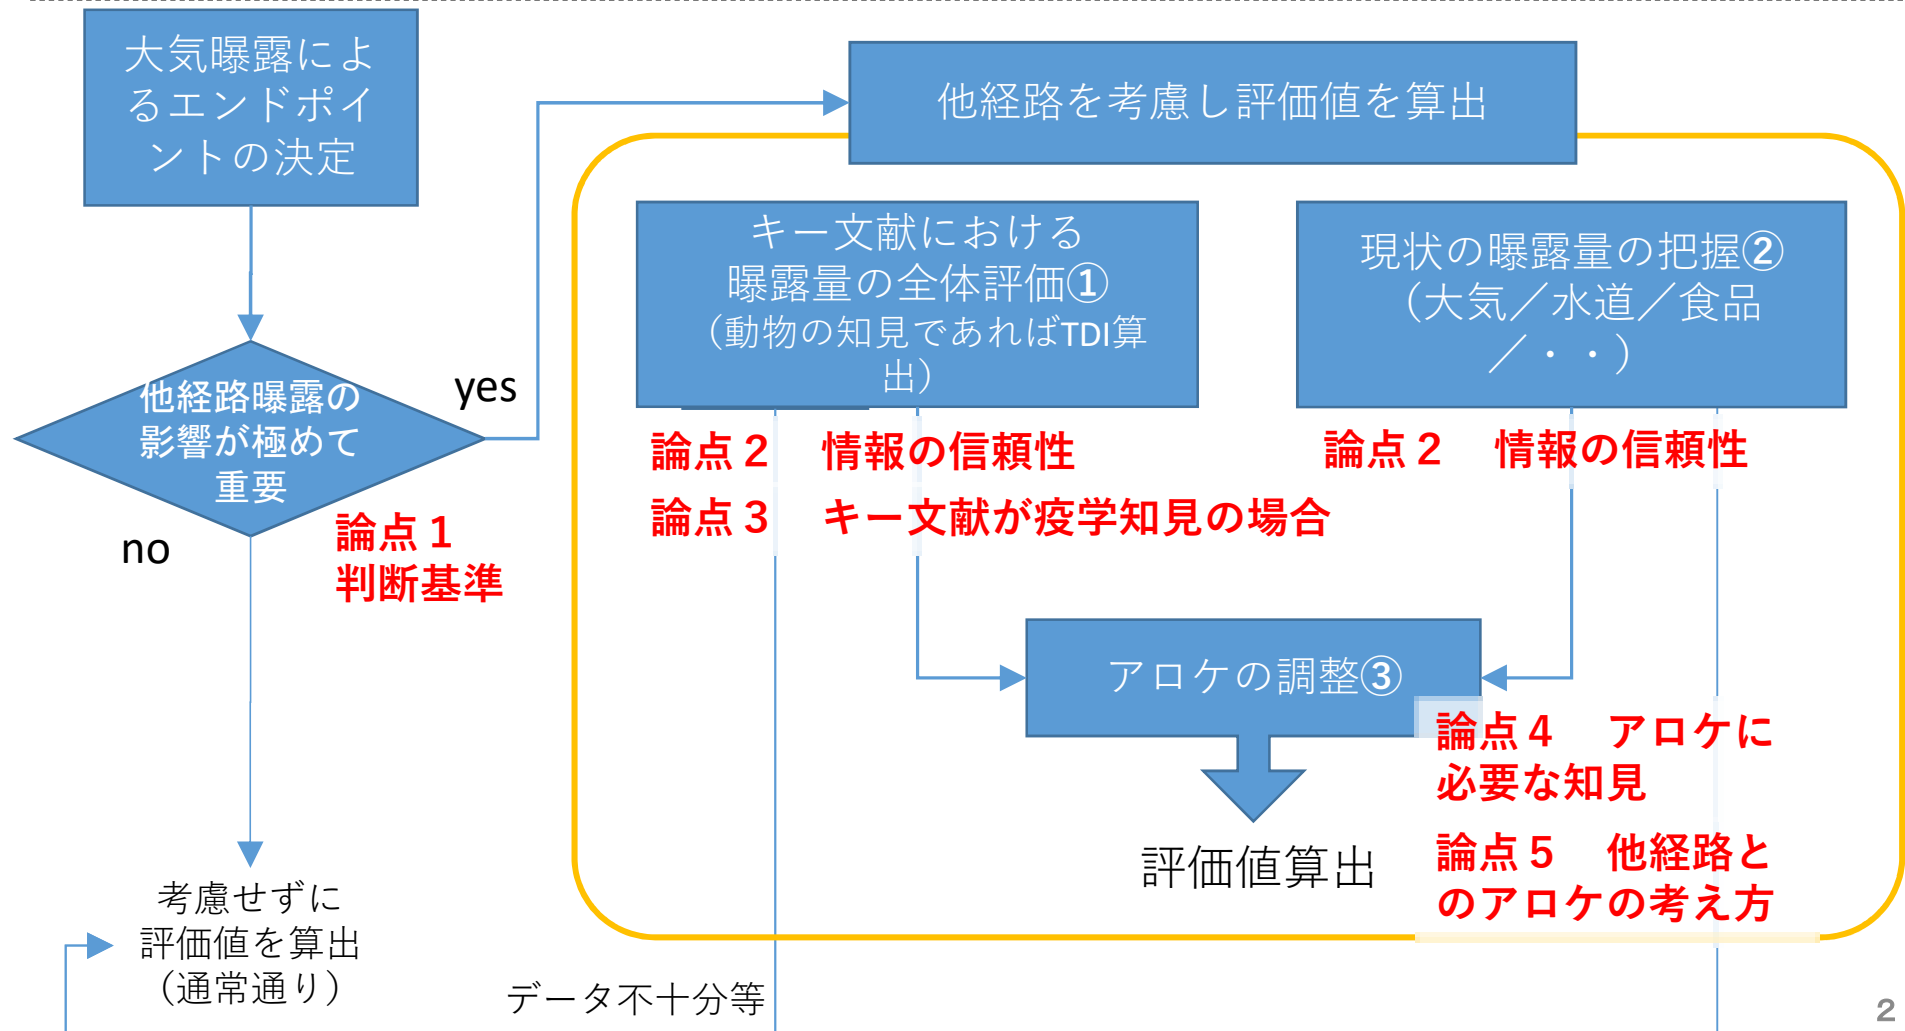 大気曝露によ
るエンドポイ
ントの決定
他経路を考慮し評価値を算出
キー文献における
曝露量の全体評価①
（動物の知見であればTDI算
出）
現状の曝露量の把握②
（大気／水道／食品
／・・）
他経路曝露の
影響が極めて
重要
yes
no
論点１
判断基準
論点２　情報の信頼性
論点３　キー文献が疫学知見の場合
論点２　情報の信頼性
アロケの調整③
論点４　アロケに
必要な知見
論点５　他経路と
のアロケの考え方
評価値算出
考慮せずに
評価値を算出
（通常通り）
データ不十分等
2